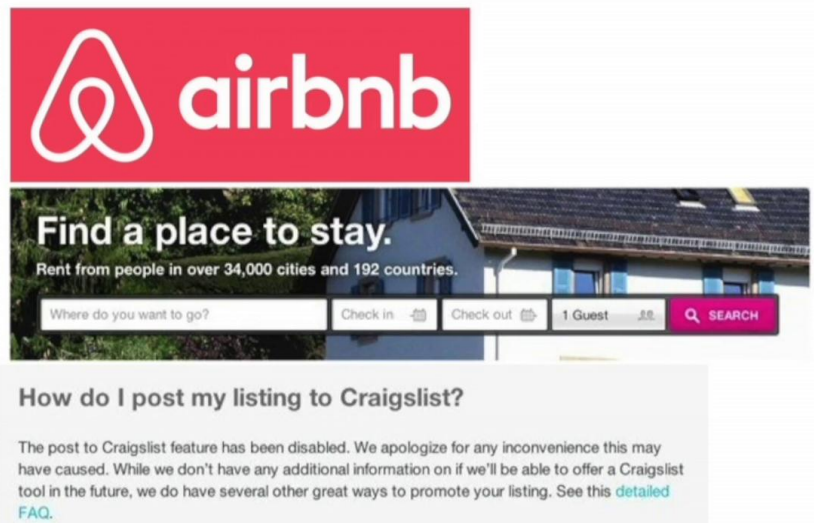 airbnb
Find a place to stay.
Rent from people in over 34,000 cities and 192 countries.
Where do you want to go? Check in Check out 1 Guest SEARCH
How do I post my listing to Craigslist?
The post to Craigslist feature has been disabled. We apologize for any inconvenience this may
have caused. While we don't have any additional information on if we'll be able to offer a Craigslist
tool in the future, we do have several other great ways to promote your listing. See this detailed
FAQ.